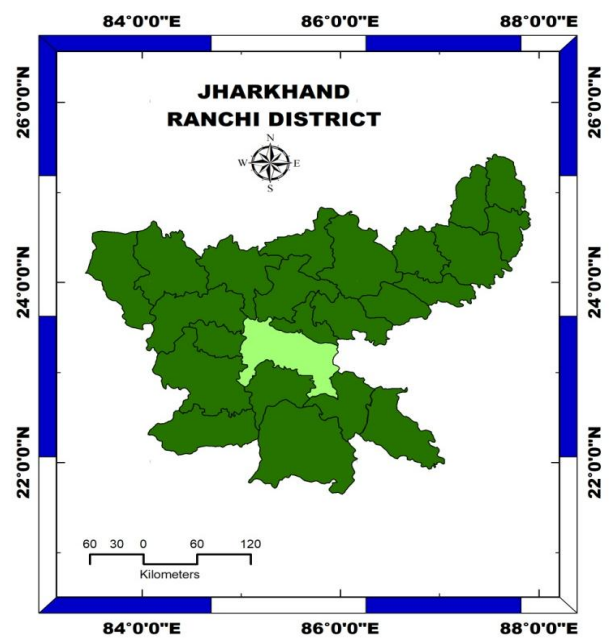 84°0'0"E 86°0'0"E 88°0'0"E
JHARKHAND
RANCHI DISTRICT
N
W E
S
26°0'0"N 26°0'0"N
24°0'0"N 24°0'0"N
22°0'0"N 22°0'0"N
60 30 0 60 120
Kilometers
84°0'0"E 86°0'0"E 88°0'0"E